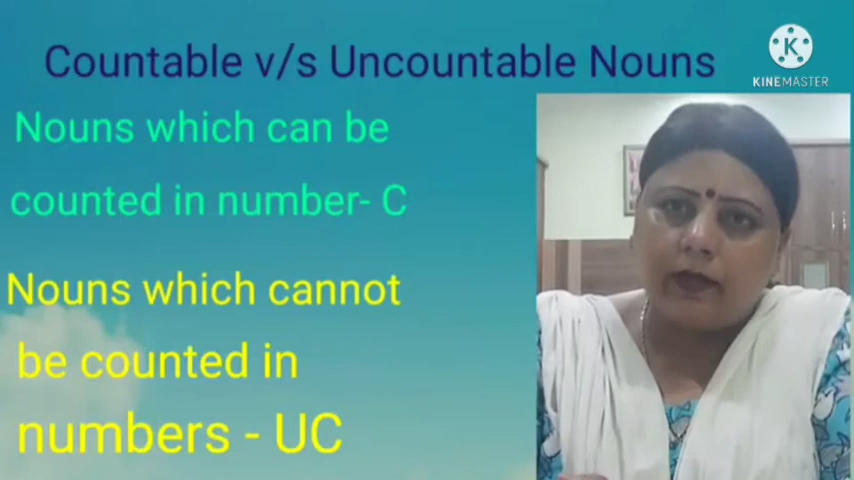 Countable v/s Uncountable Nouns
K
KINEMASTER
Nouns which can be
counted in number- C
Nouns which cannot
be counted in
numbers - UC